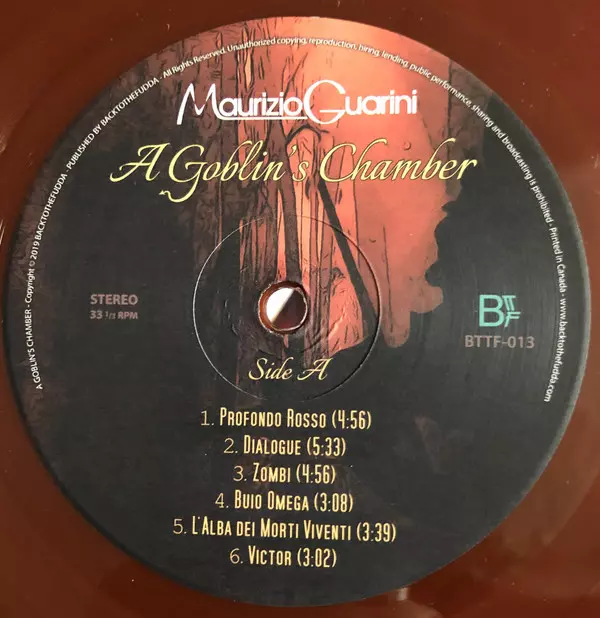 A GOBLIN'S CHAMBER - Copyright © 2019 BACKTOTHEFUDDA - PUBLISHED BY BACKTOTHEFUDDA - All Rights Reserved. Unauthorized copying, reproduction, hiring, lending, public performance, sharing and broadcasting is prohibited - Printed in Canada - www.backtothefudda.com
Maurizio Guarini
A Goblin's Chamber
STEREO
33 1/3 RPM
BTTF
BTTF-013
Side A
1. PROFONDO ROSSO (4:56)
2. DIALOGUE (5:33)
3. ZOMBI (4:56)
4. BUIO OMEGA (3:08)
5. L'ALBA DEI MORTI VIVENTI (3:39)
6. VICTOR (3:02)